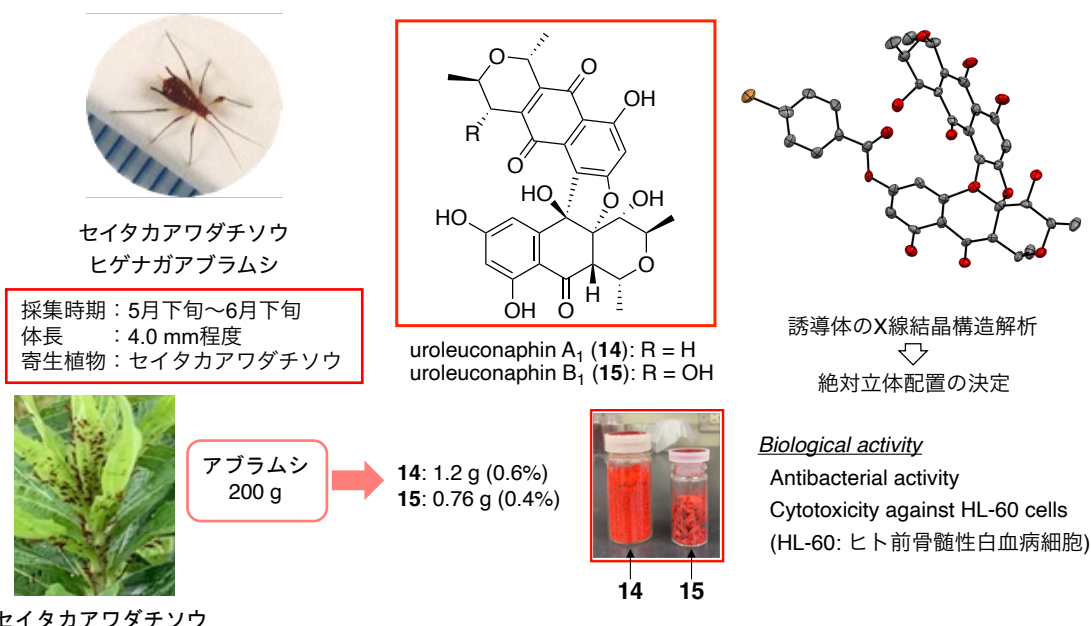 セイタカアワダチソウ
ヒゲナガアブラムシ
採集時期：5月下旬～6月下旬
体長　　：4.0 mm程度
寄生植物：セイタカアワダチソウ
O
O
OH
R
O
HO
O
OH
HO
O
H
OH
O
uroleuconaphin A₁ (14): R = H
uroleuconaphin B₁ (15): R = OH
誘導体のX線結晶構造解析
絶対立体配置の決定
アブラムシ
200 g
14: 1.2 g (0.6%)
15: 0.76 g (0.4%)
14
15
Biological activity
Antibacterial activity
Cytotoxicity against HL-60 cells
(HL-60: ヒト前骨髄性白血病細胞)
セイタカアワダチソウ